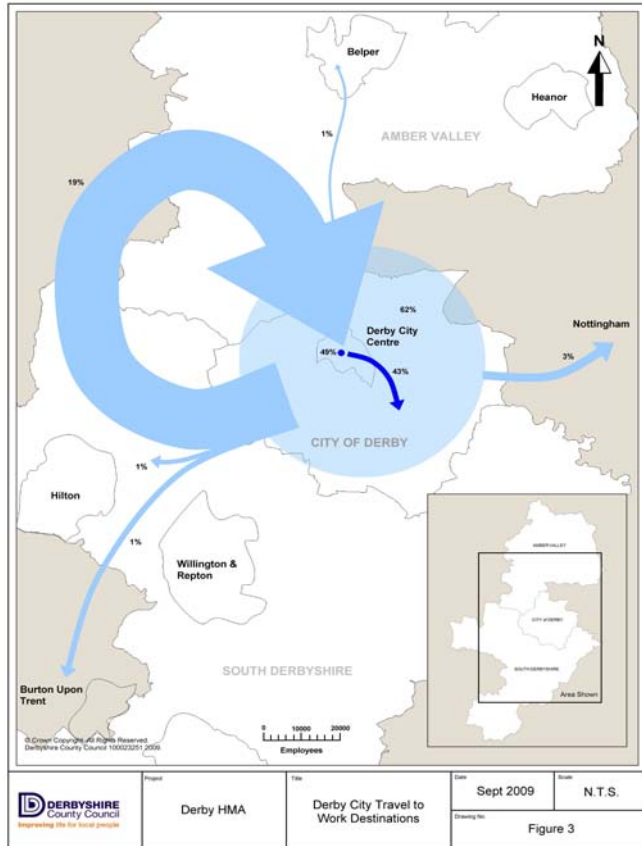 Belper
N
Heanor
1%
AMBER VALLEY
19%
62%
Derby City
Centre
Nottingham
49%
43%
3%
CITY OF DERBY
1%
Hilton
1%
Willington &
Repton
AMBER VALLEY
CITY of DERBY
SOUTH DERBYSHIRE
Area Shown
SOUTH DERBYSHIRE
Burton Upon
Trent
0 10000 20000
Employees
© Crown Copyright. All Rights Reserved.
Derbyshire County Council 100023251 2008
DERBYSHIRE
County Council
Improving life for local people
Project
Derby HMA
Title
Derby City Travel to
Work Destinations
Date
Sept 2009
Scale
N.T.S.
Drawing No.
Figure 3